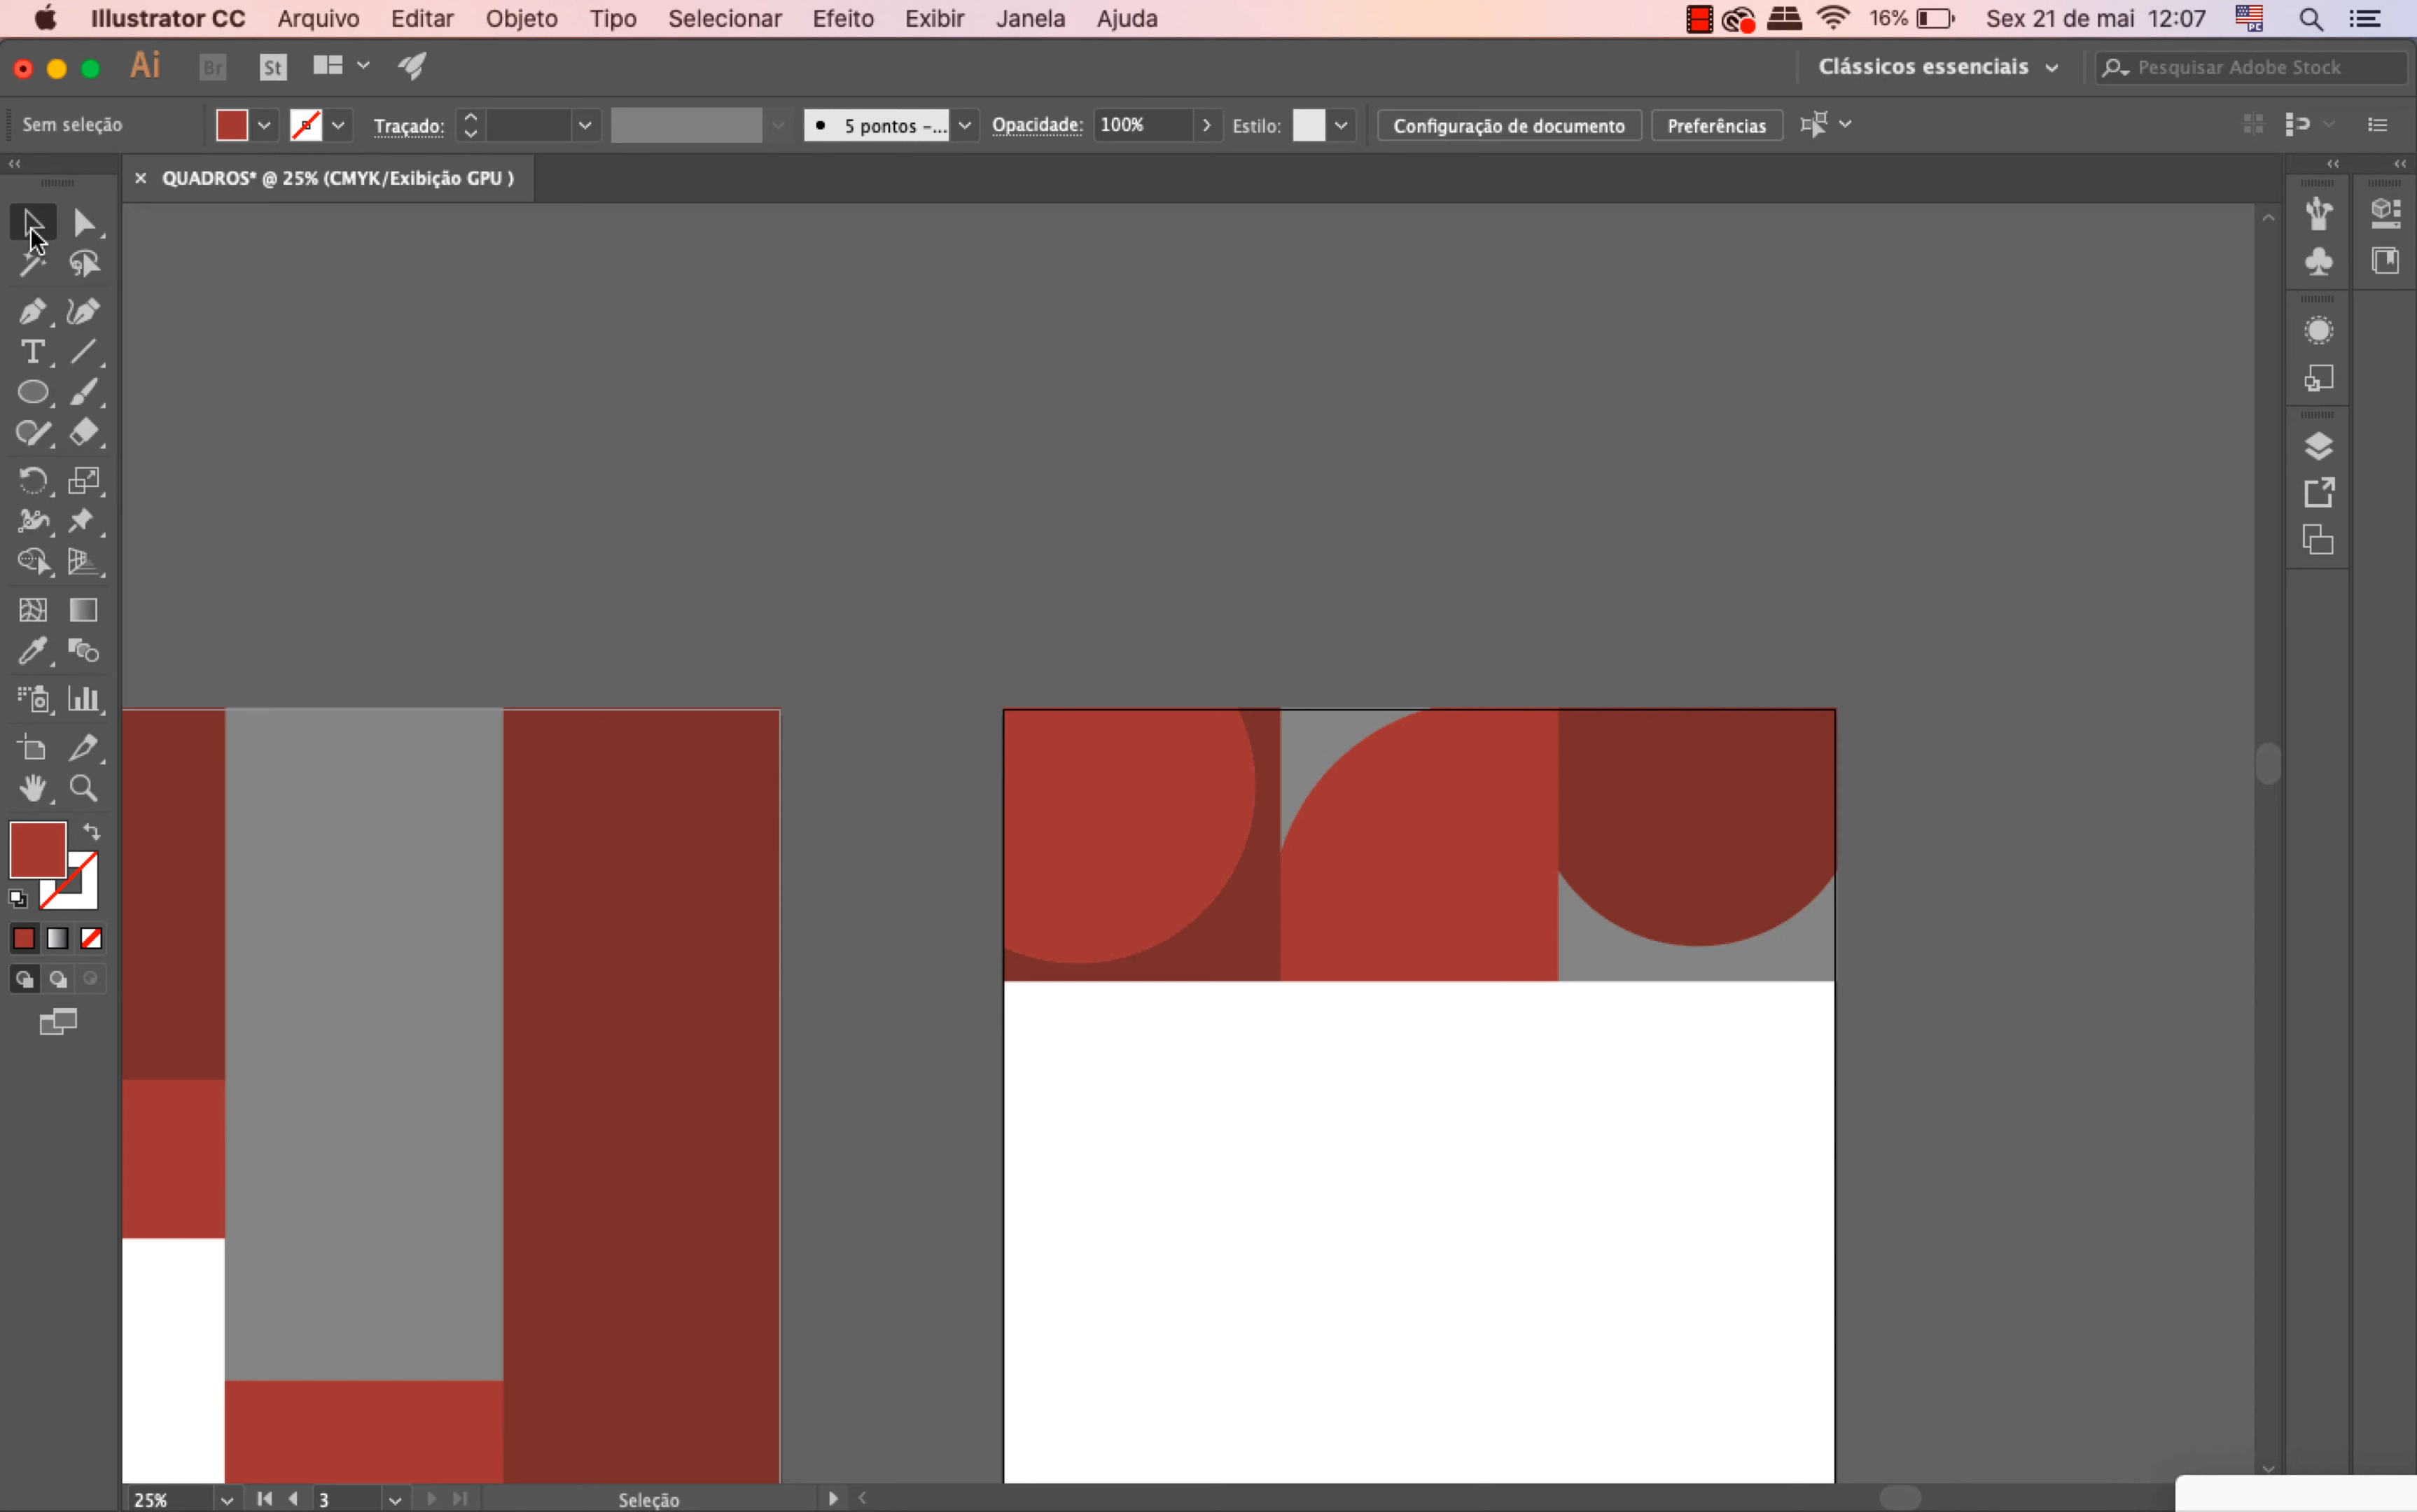 Illustrator CC Arquivo Editar Objeto Tipo Selecionar Efeito Exibir Janela Ajuda 16% Sex 21 de mai 12:07
Ai Br St Clássicos essenciais Pesquisar Adobe Stock
Sem seleção Traçado: 5 pontos -... Opacidade: 100% Estilo: Configuração de documento Preferências
× QUADROS* @ 25% (CMYK/Exibição GPU )
25% 3 Seleção